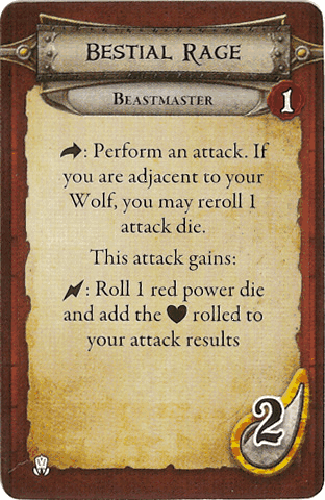 BESTIAL RAGE
BEASTMASTER
1
: Perform an attack. If
you are adjacent to your
Wolf, you may reroll 1
attack die.
This attack gains:
: Roll 1 red power die
and add the ♥ rolled to
your attack results
2